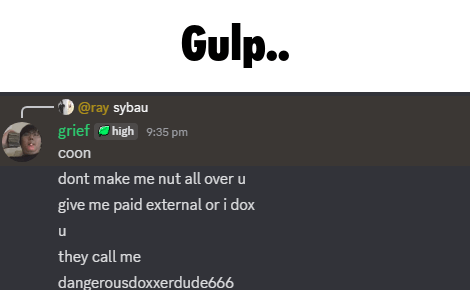 Gulp..
@ray sybau
grief high 9:35 pm
coon
dont make me nut all over u
give me paid external or i dox
u
they call me
dangerousdoxxerdude666